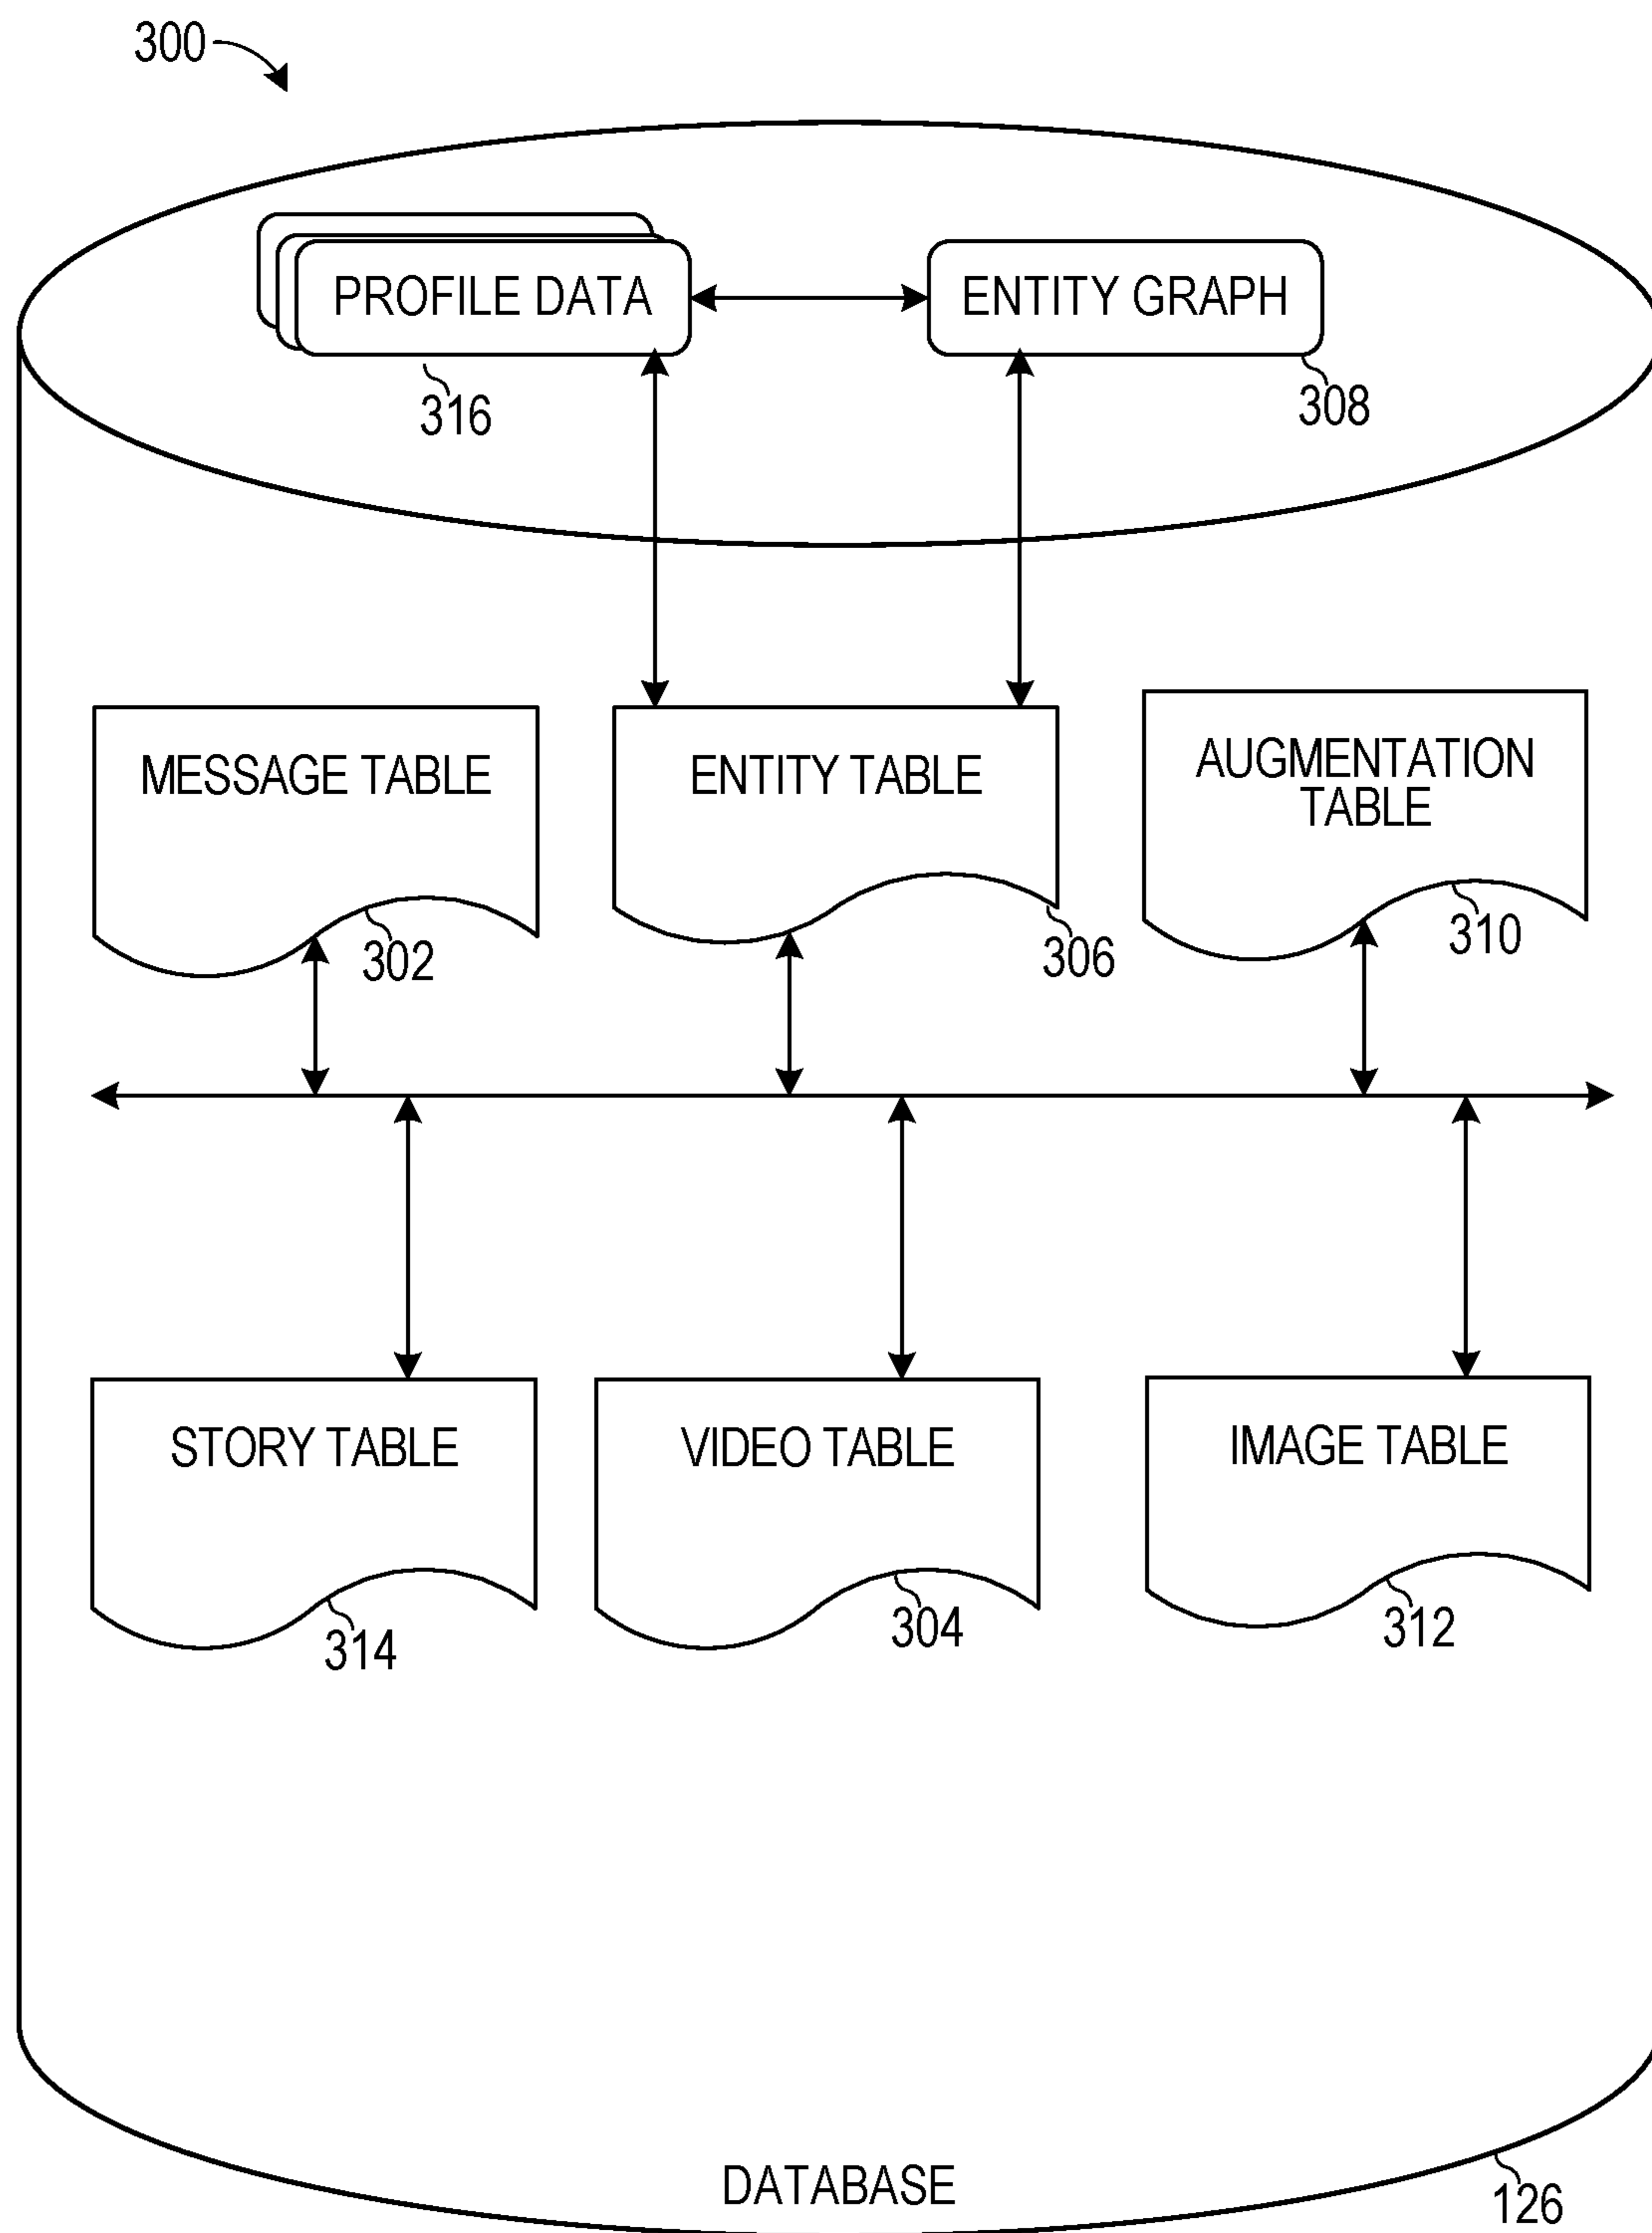 300
PROFILE DATA
ENTITY GRAPH
316
308
MESSAGE TABLE
ENTITY TABLE
AUGMENTATION
TABLE
302
306
310
STORY TABLE
VIDEO TABLE
IMAGE TABLE
314
304
312
DATABASE
126